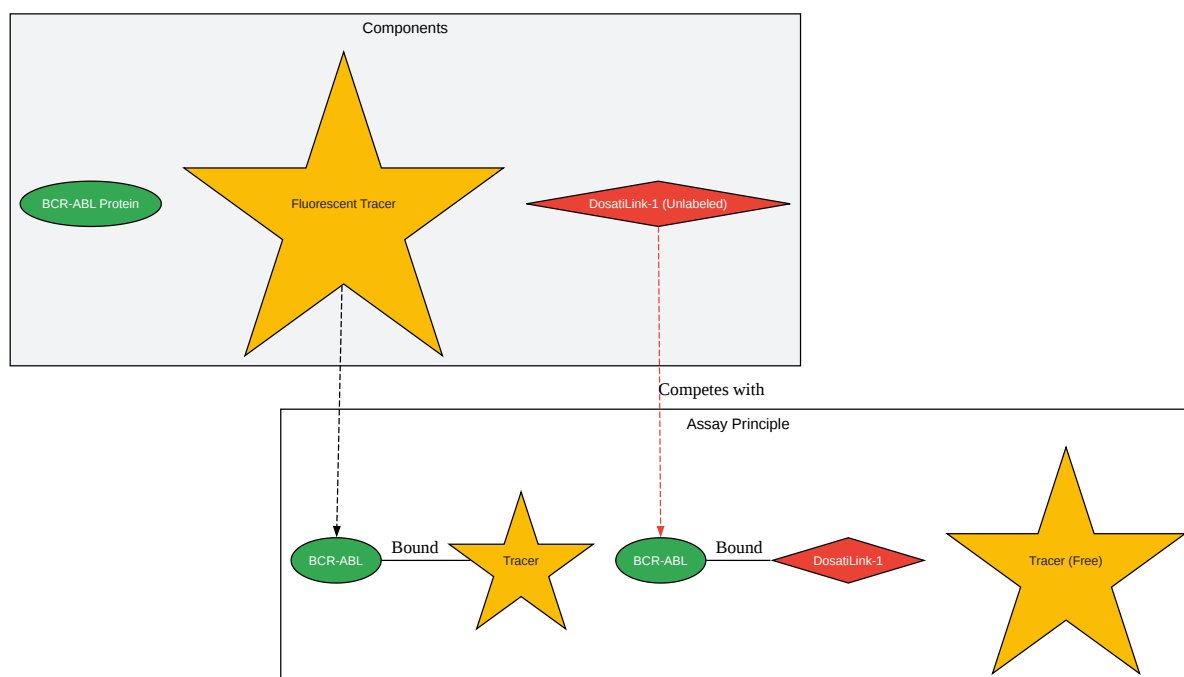 Components
BCR-ABL Protein
Fluorescent Tracer
DosatiLink-1 (Unlabeled)
Competes with
Assay Principle
BCR-ABL
Bound
Tracer
BCR-ABL
Bound
DosatiLink-1
Tracer (Free)